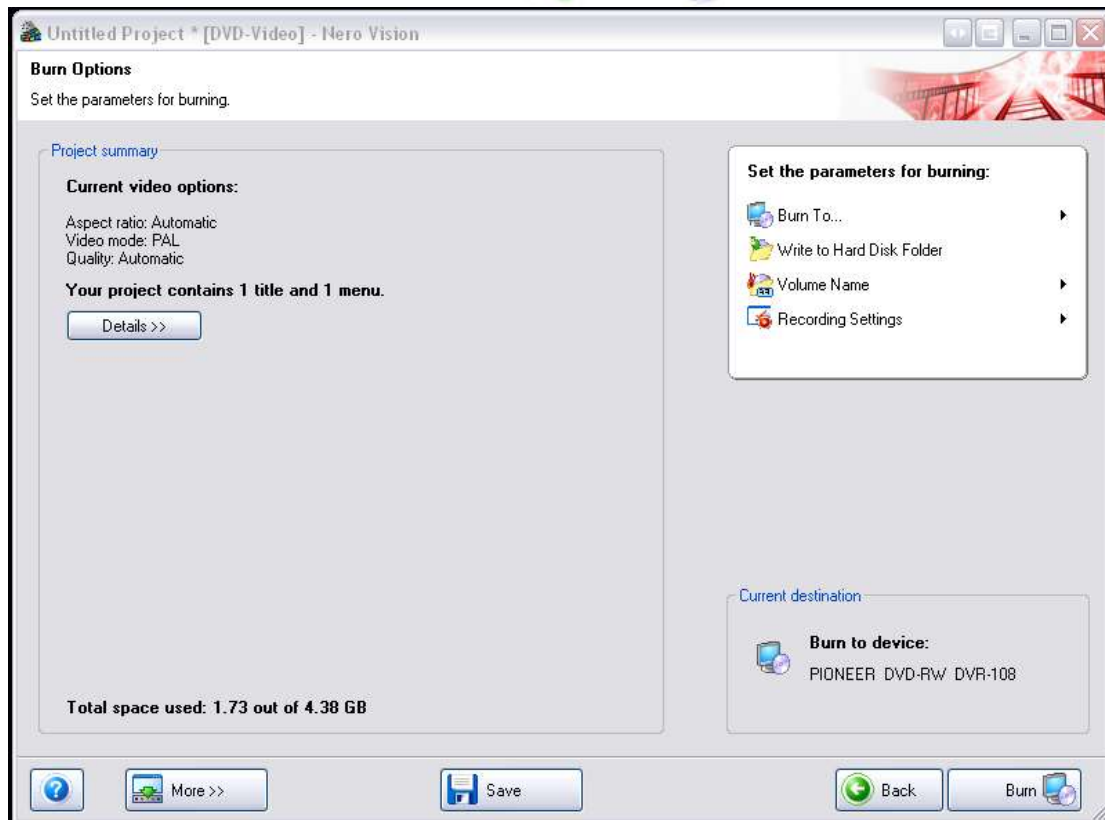 Untitled Project * [DVD-Video] - Nero Vision
Burn Options
Set the parameters for burning.
Project summary
Current video options:
Aspect ratio: Automatic
Video mode: PAL
Quality: Automatic
Your project contains 1 title and 1 menu.
Details >>
Total space used: 1.73 out of 4.38 GB
Set the parameters for burning:
Burn To...
Write to Hard Disk Folder
Volume Name
Recording Settings
Current destination
Burn to device:
PIONEER DVD-RW DVR-108
More >>
Save
Back
Burn